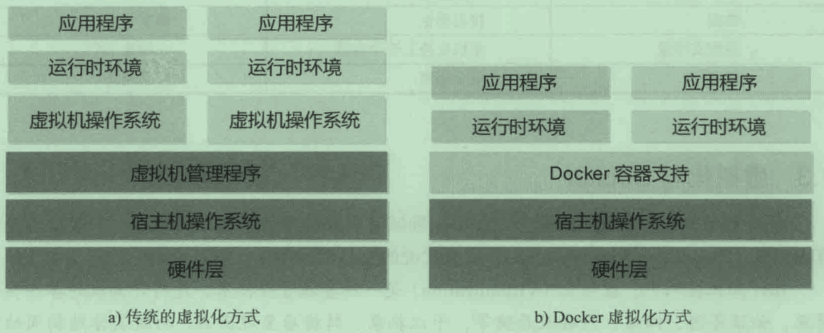 应用程序 应用程序
运行时环境 运行时环境
虚拟机操作系统 虚拟机操作系统
虚拟机管理程序
宿主机操作系统
硬件层
a) 传统的虚拟化方式
应用程序 应用程序
运行时环境 运行时环境
Docker 容器支持
宿主机操作系统
硬件层
b) Docker 虚拟化方式